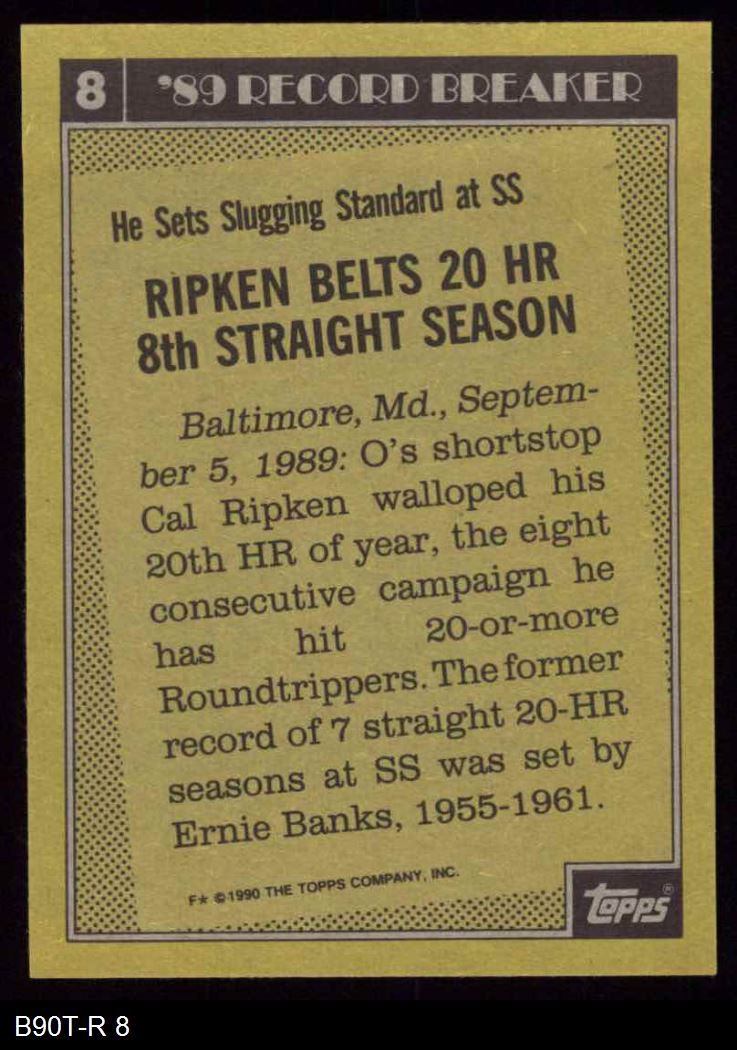 8 '89 RECORD BREAKER
He Sets Slugging Standard at SS
RIPKEN BELTS 20 HR
8th STRAIGHT SEASON
Baltimore, Md., Septem-
ber 5, 1989: O's shortstop
Cal Ripken walloped his
20th HR of year, the eight
consecutive campaign he
has hit 20-or-more
Roundtrippers. The former
record of 7 straight 20-HR
seasons at SS was set by
Ernie Banks, 1955-1961.
F★ ©1990 THE TOPPS COMPANY, INC.
topps®
B90T-R 8